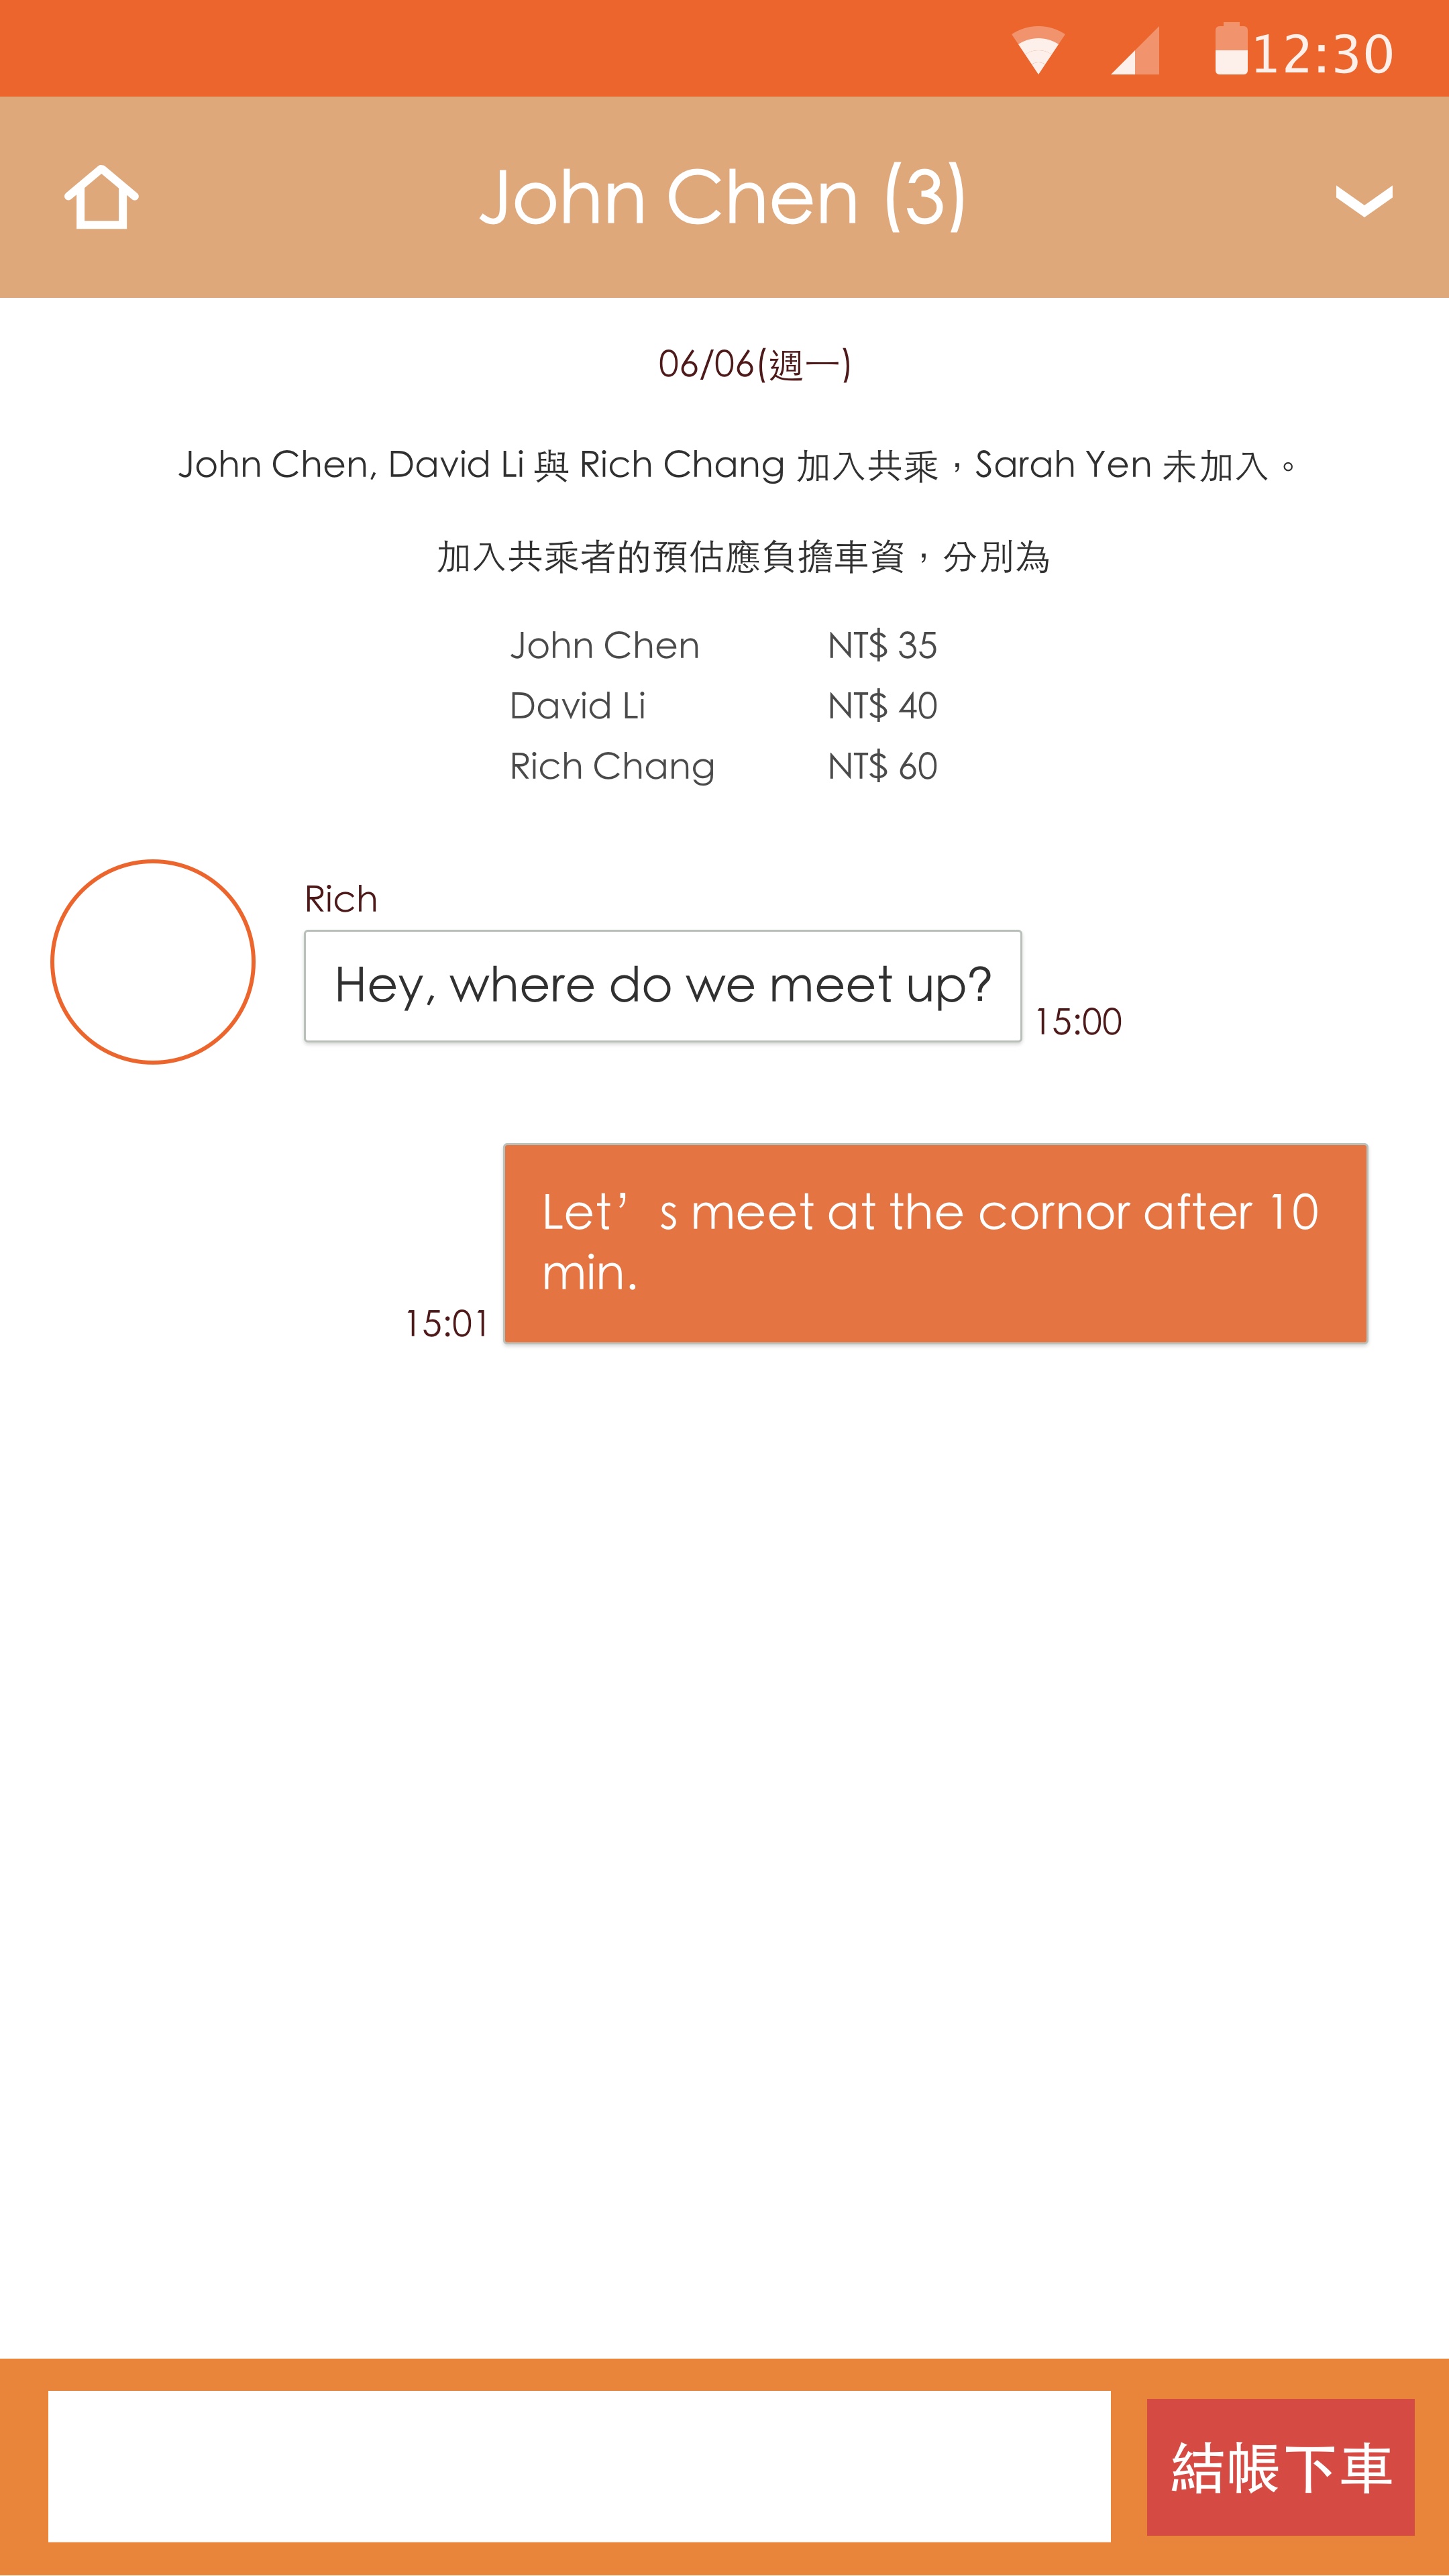 12:30
John Chen (3)
06/06(週一)
John Chen, David Li 與 Rich Chang 加入共乘，Sarah Yen 未加入。
加入共乘者的預估應負擔車資，分別為
John Chen NT$ 35
David Li NT$ 40
Rich Chang NT$ 60
Rich
Hey, where do we meet up?
15:00
Let’s meet at the cornor after 10
min.
15:01
結帳下車